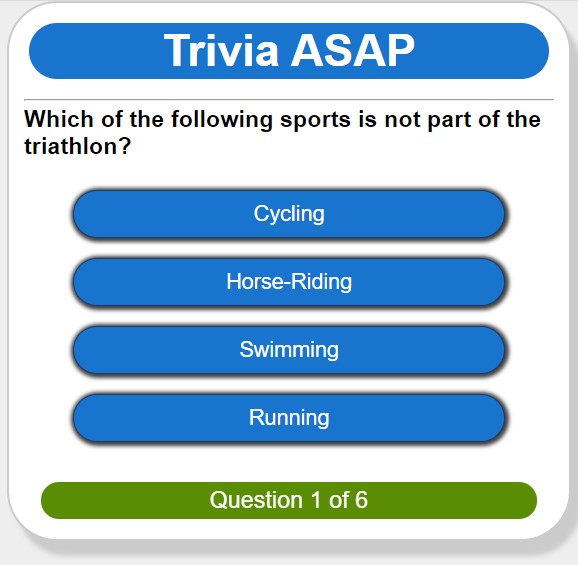 Trivia ASAP
Which of the following sports is not part of the
triathlon?
Cycling
Horse-Riding
Swimming
Running
Question 1 of 6